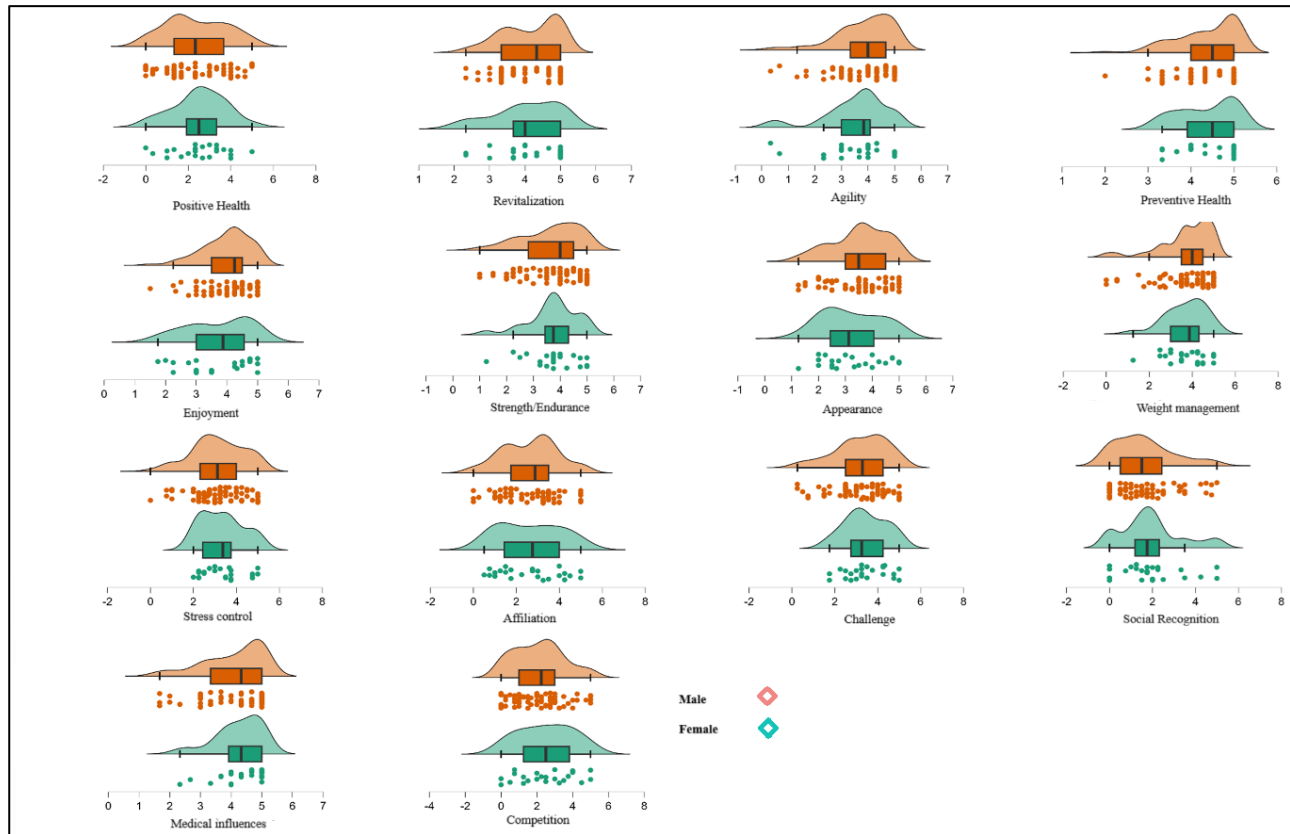 -2 0 2 4 6 8
Positive Health
1 2 3 4 5 6 7
Revitalization
-1 0 1 2 3 4 5 6 7
Agility
1 2 3 4 5 6
Preventive Health
0 1 2 3 4 5 6 7
Enjoyment
-1 0 1 2 3 4 5 6 7
Strength/Endurance
-1 0 1 2 3 4 5 6 7
Appearance
-2 0 2 4 6 8
Weight management
-2 0 2 4 6 8
Stress control
-2 0 2 4 6 8
Affiliation
-2 0 2 4 6 8
Challenge
-2 0 2 4 6 8
Social Recognition
0 1 2 3 4 5 6 7
Medical influences
-4 -2 0 2 4 6 8
Competition
Male
Female